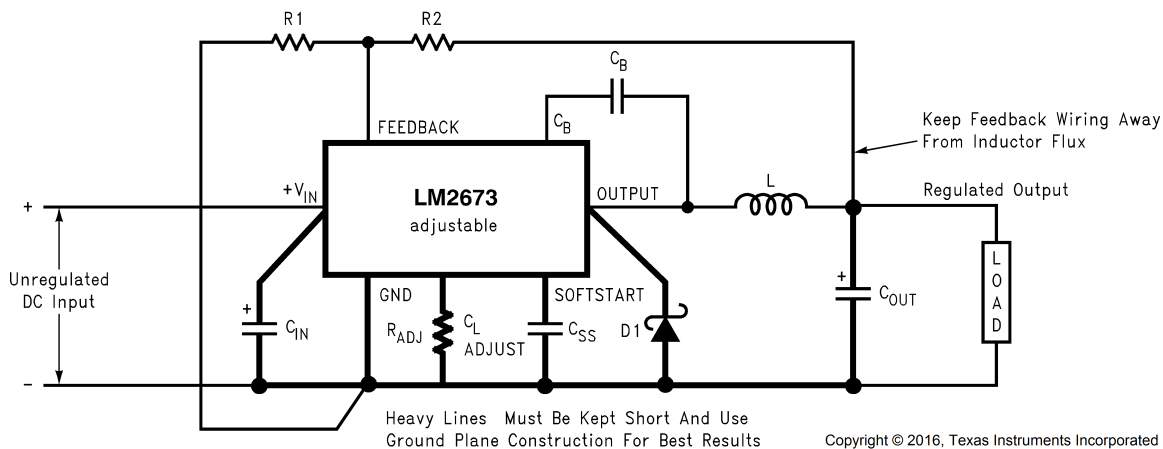 R1
R2
C_B
FEEDBACK
C_B
Keep Feedback Wiring Away
From Inductor Flux
+V_IN
LM2673
adjustable
OUTPUT
L
Regulated Output
+
Unregulated
DC Input
−
+
C_IN
GND
R_ADJ
C_L
ADJUST
SOFTSTART
C_SS
D1
+
C_OUT
LOAD
Heavy Lines Must Be Kept Short And Use
Ground Plane Construction For Best Results
Copyright © 2016, Texas Instruments Incorporated